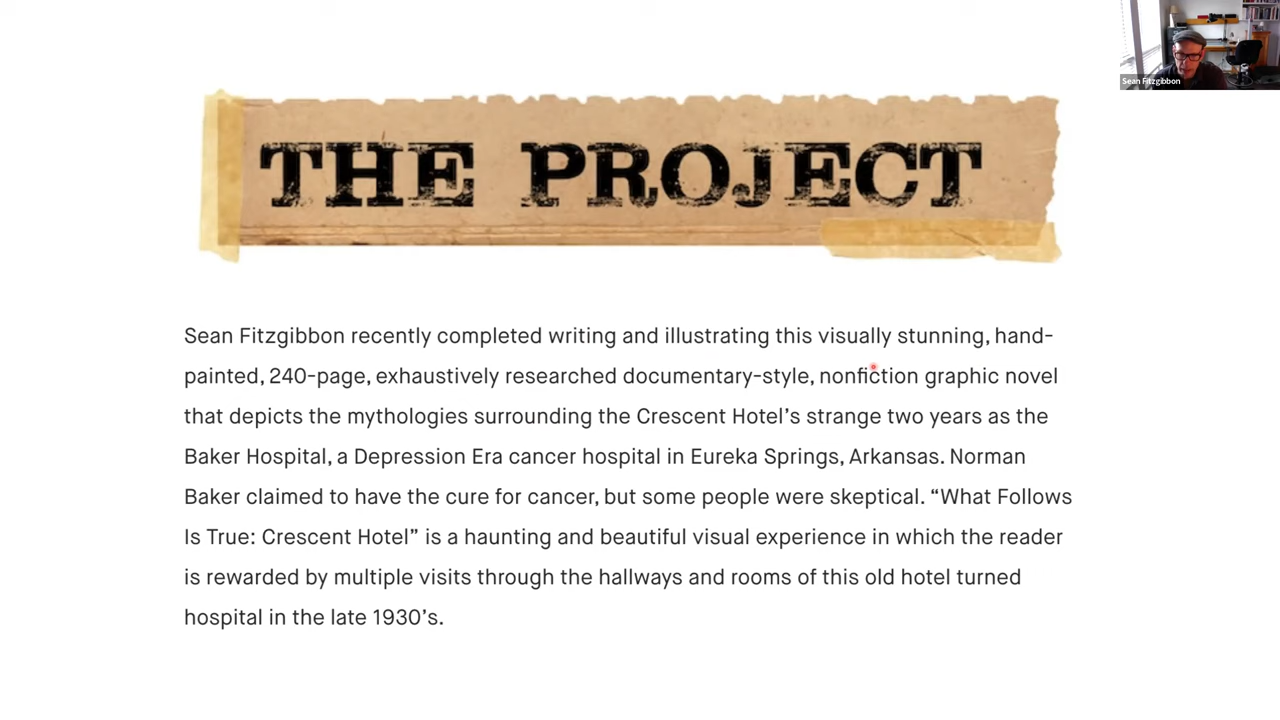 Sean Fitzgibbon
THE PROJECT
Sean Fitzgibbon recently completed writing and illustrating this visually stunning, hand-
painted, 240-page, exhaustively researched documentary-style, nonfiction graphic novel
that depicts the mythologies surrounding the Crescent Hotel’s strange two years as the
Baker Hospital, a Depression Era cancer hospital in Eureka Springs, Arkansas. Norman
Baker claimed to have the cure for cancer, but some people were skeptical. “What Follows
Is True: Crescent Hotel” is a haunting and beautiful visual experience in which the reader
is rewarded by multiple visits through the hallways and rooms of this old hotel turned
hospital in the late 1930’s.